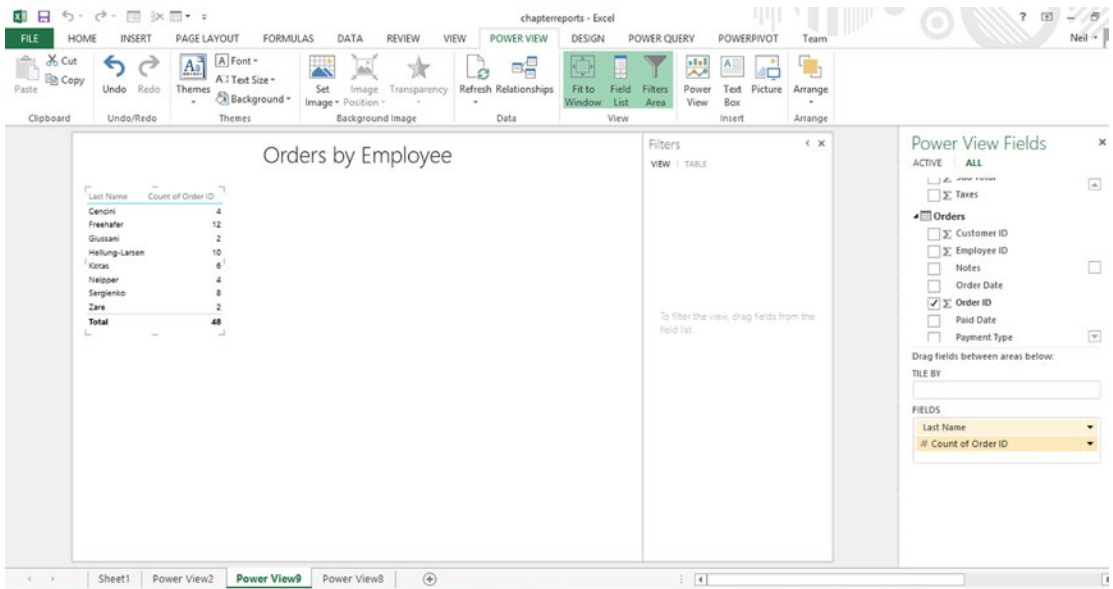 chapterreports - Excel
Neil
FILE HOME INSERT PAGE LAYOUT FORMULAS DATA REVIEW VIEW POWER VIEW DESIGN POWER QUERY POWERPIVOT Team
Paste
Cut
Copy
Clipboard
Undo Redo
Undo/Redo
Themes
Font
Text Size
Background
Themes
Set Image
Image Position
Transparency
Background Image
Refresh Relationships
Data
Fit to Window
Field List
Filters Area
View
Power View
Text Box
Picture
Insert
Arrange
Arrange
Orders by Employee
Last Name Count of Order ID
Cencini 4
Freehafer 12
Giussani 2
Hellung-Larsen 10
Kotas 6
Neipper 4
Sergienko 8
Zare 2
Total 48
Filters
VIEW | TABLE
To filter the view, drag fields from the
field list.
Power View Fields
ACTIVE ALL
Σ Taxes
Orders
Σ Customer ID
Σ Employee ID
Notes
Order Date
Σ Order ID
Paid Date
Payment Type
Drag fields between areas below:
TILE BY
FIELDS
Last Name
# Count of Order ID
Sheet1 Power View2 Power View9 Power View8